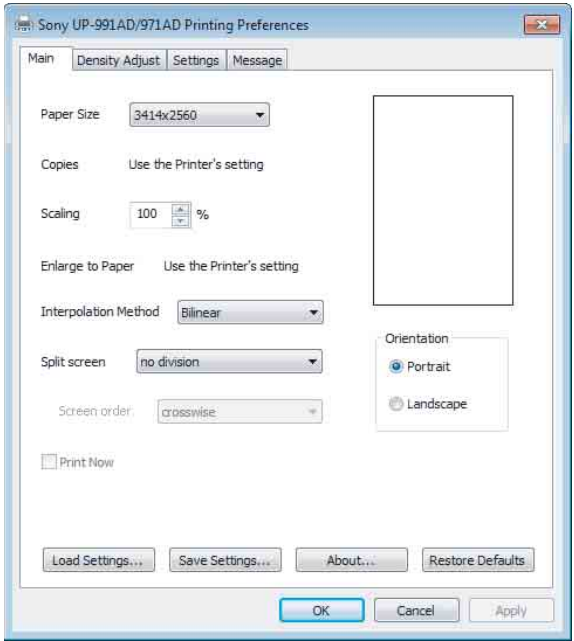 Sony UP-991AD/971AD Printing Preferences
Main Density Adjust Settings Message
Paper Size 3414x2560
Copies Use the Printer's setting
Scaling 100 %
Enlarge to Paper Use the Printer's setting
Interpolation Method Bilinear
Split screen no division
Screen order crosswise
Print Now
Orientation
Portrait
Landscape
Load Settings... Save Settings... About... Restore Defaults
OK Cancel Apply